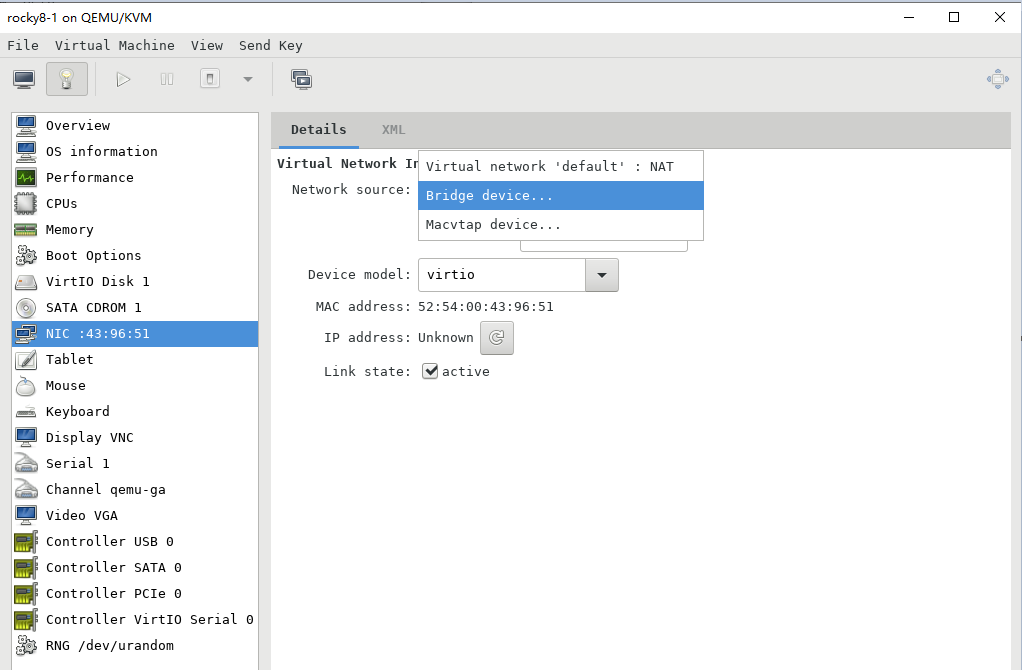 rocky8-1 on QEMU/KVM
File Virtual Machine View Send Key
Overview
OS information
Performance
CPUs
Memory
Boot Options
VirtIO Disk 1
SATA CDROM 1
NIC :43:96:51
Tablet
Mouse
Keyboard
Display VNC
Serial 1
Channel qemu-ga
Video VGA
Controller USB 0
Controller SATA 0
Controller PCIe 0
Controller VirtIO Serial 0
RNG /dev/urandom
Details XML
Virtual Network
Network source:
Virtual network 'default' : NAT
Bridge device...
Macvtap device...
Device model: virtio
MAC address: 52:54:00:43:96:51
IP address: Unknown
Link state: active